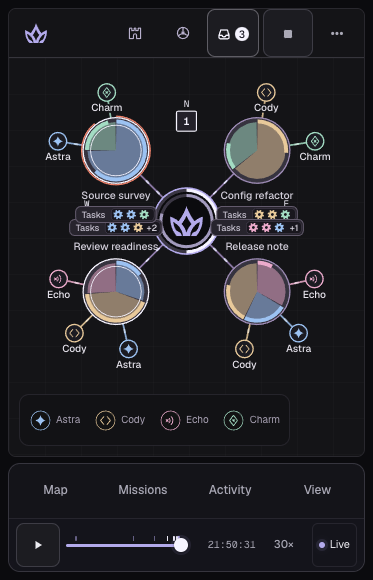 3
Charm
N
Cody
1
Astra
Charm
Source survey
Config refactor
W
E
Tasks
Tasks
Tasks +2
Tasks +1
Review readiness
Release note
Echo
Echo
Cody
Astra
Astra
Cody
Astra Cody Echo Charm
Map Missions Activity View
21:50:31 30× Live